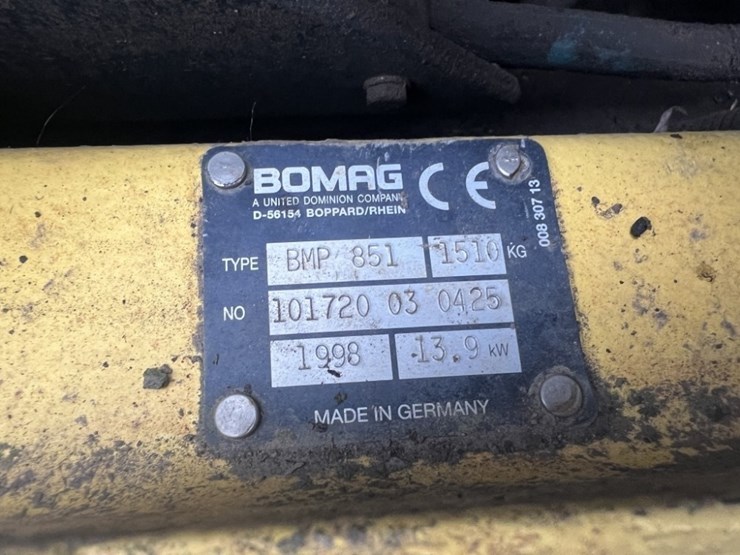 BOMAG CE
A UNITED DOMINION COMPANY
D-56154 BOPPARD/RHEIN
TYPE BMP 851 1510 KG
NO 101720 03 0425
1998 13.9 kW
MADE IN GERMANY
008 307 13